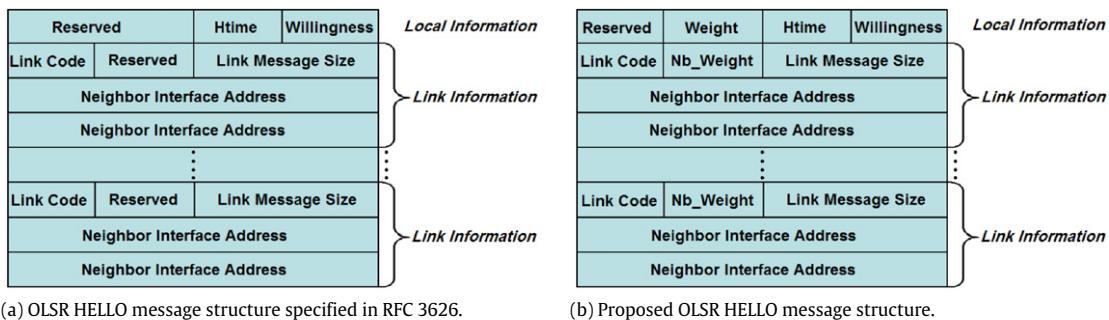 Reserved Htime Willingness Local Information
Link Code Reserved Link Message Size
Neighbor Interface Address Link Information
Neighbor Interface Address
Link Code Reserved Link Message Size
Neighbor Interface Address Link Information
Neighbor Interface Address
(a) OLSR HELLO message structure specified in RFC 3626.
Reserved Weight Htime Willingness Local Information
Link Code Nb_Weight Link Message Size
Neighbor Interface Address Link Information
Neighbor Interface Address
Link Code Nb_Weight Link Message Size
Neighbor Interface Address Link Information
Neighbor Interface Address
(b) Proposed OLSR HELLO message structure.